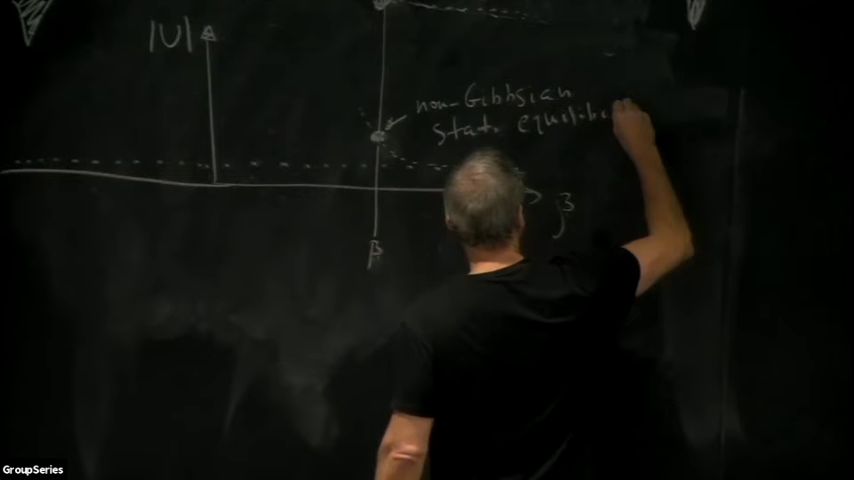 |U|
non-Gibbsian
state equilib
β
β
GroupSeries